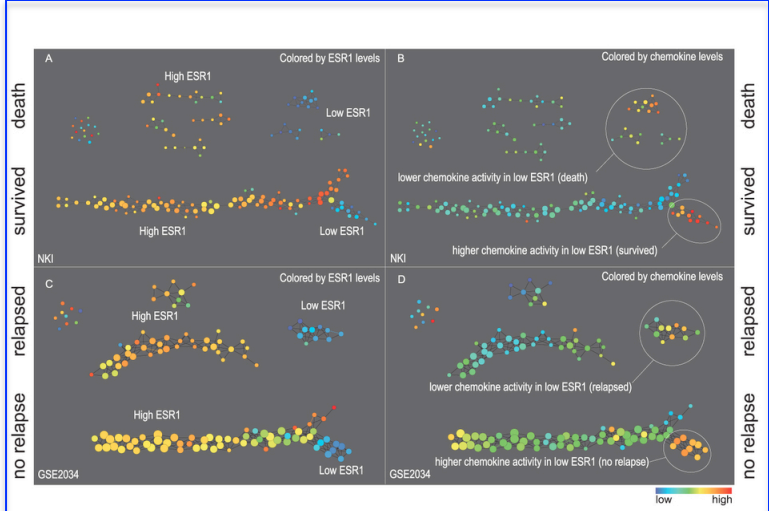 death
survived
relapsed
no relapse
A
Colored by ESR1 levels
High ESR1
Low ESR1
High ESR1
Low ESR1
NKI
B
Colored by chemokine levels
lower chemokine activity in low ESR1 (death)
higher chemokine activity in low ESR1 (survived)
C
Colored by ESR1 levels
High ESR1
Low ESR1
High ESR1
Low ESR1
GSE2034
D
Colored by chemokine levels
lower chemokine activity in low ESR1 (relapsed)
higher chemokine activity in low ESR1 (no relapse)
NKI
GSE2034
death
survived
relapsed
no relapse
low high